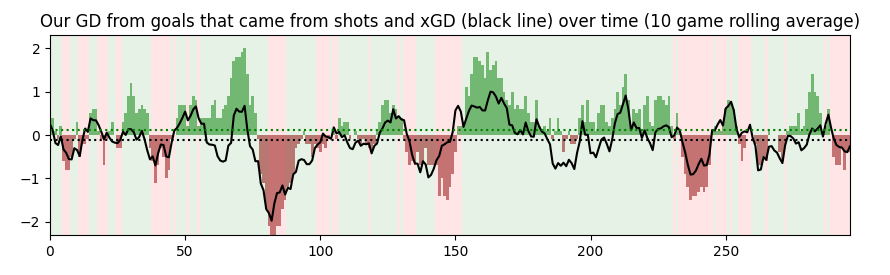 Our GD from goals that came from shots and xGD (black line) over time (10 game rolling average)
2
1
0
−1
−2
0 50 100 150 200 250